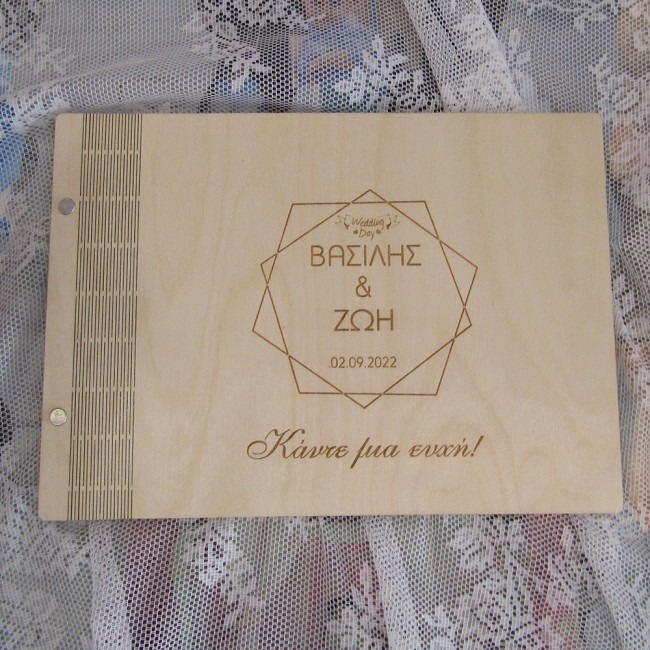 Wedding
Day
ΒΑΣΙΛΗΣ
&
ΖΩΗ
.02.09.2022
Κάντε μια ευχή!